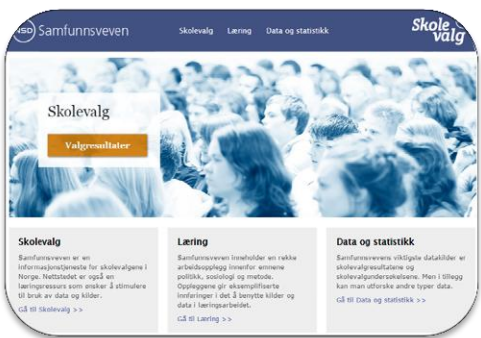 NSD Samfunnsveven
Skolevalg Læring Data og statistikk
Skole
valg
Skolevalg
Valgresultater
Skolevalg
Samfunnsveven er en
informasjonstjeneste for skolevalgene i
Norge. Nettstedet er også en
læringsressurs som ønsker å stimulere
til bruk av data og kilder.
Gå til Skolevalg >>
Læring
Samfunnsveven inneholder en rekke
arbeidsopplegg innenfor emnene
politikk, sosiologi og metode.
Oppleggene gir eksemplifiserte
innføringer i det å benytte kilder og
data i læringsarbeidet.
Gå til Læring >>
Data og statistikk
Samfunnsvevens viktigste datakilder er
skolevalgresultatene og
skolevalgundersøkelsene. Men i tillegg
kan man utforske andre typer data.
Gå til Data og statistikk >>